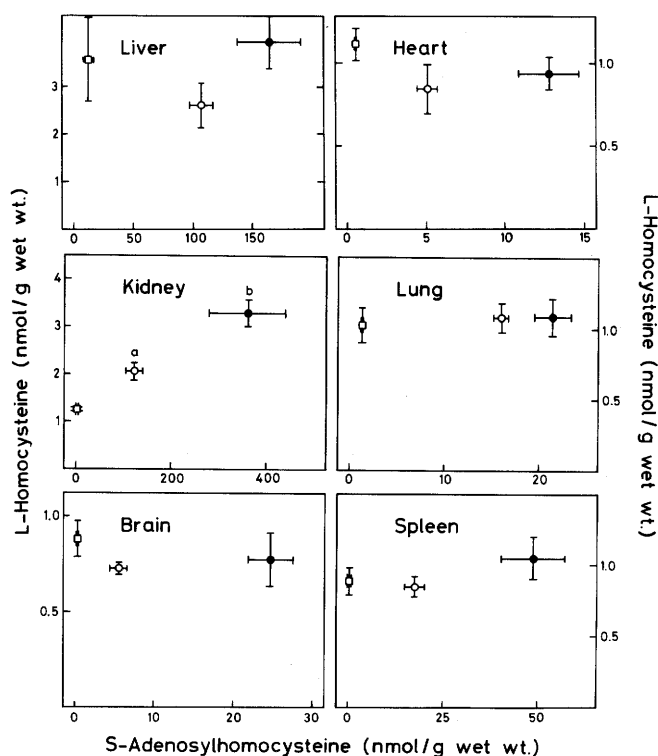 Liver
3
2
1
0 50 100 150
Heart
1.0
0.5
0 5 10 15
Kidney
b
a
4
3
2
1
0 200 400
Lung
1.0
0.5
0 10 20
Brain
1.0
0.5
0 10 20 30
Spleen
1.0
0.5
0 25 50
L-Homocysteine (nmol/g wet wt.)
L-Homocysteine (nmol/g wet wt.)
S-Adenosylhomocysteine (nmol/g wet wt.)